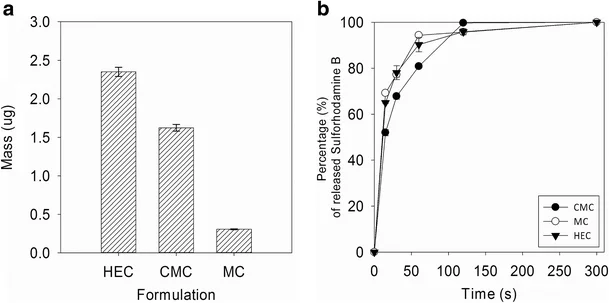 a
3.0
2.5
2.0
1.5
1.0
0.5
0.0
Mass (ug)
HEC CMC MC
Formulation
b
100
80
60
40
20
0
Percentage (%)
of released Sulforhodamine B
CMC
MC
HEC
0 50 100 150 200 250 300
Time (s)